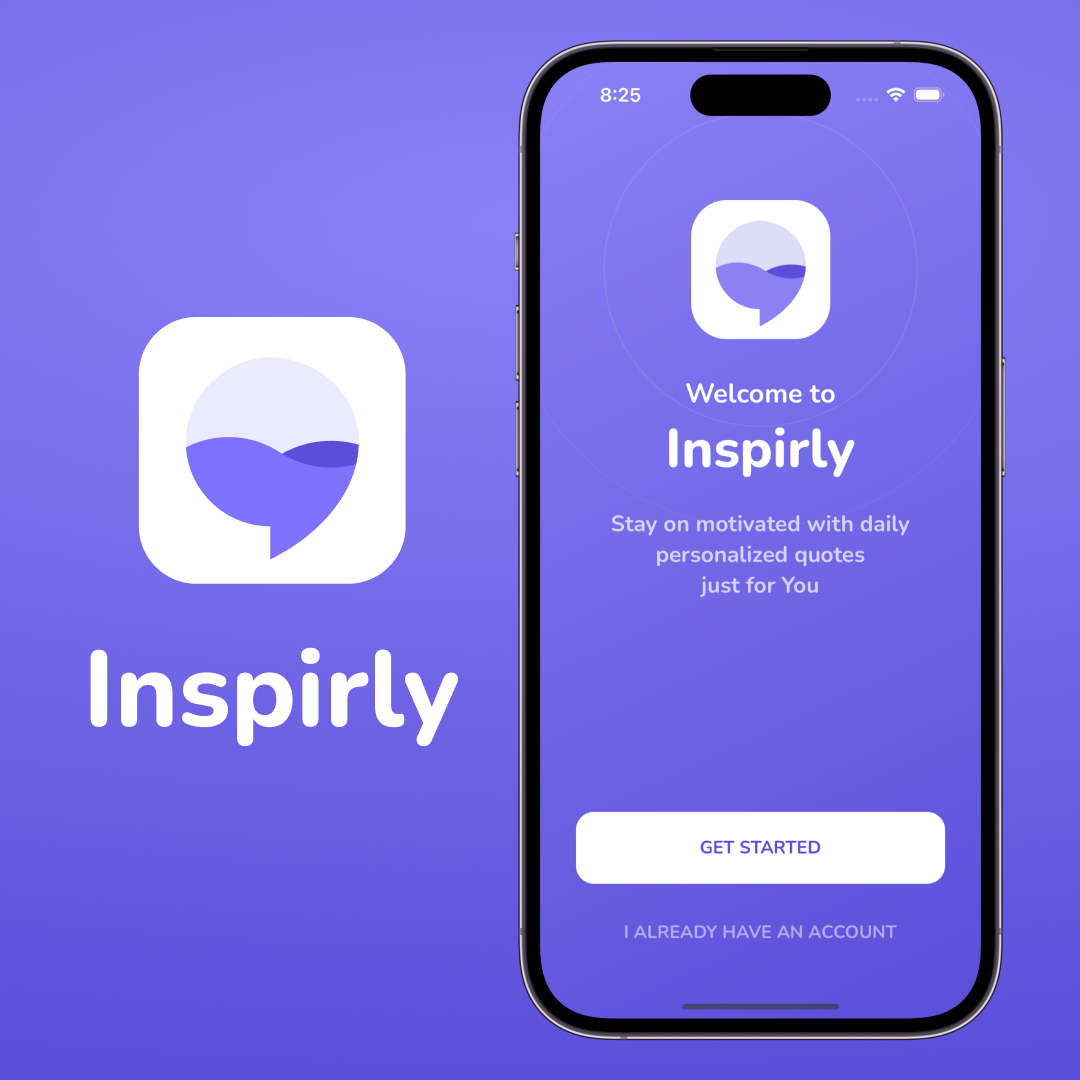 Inspirly
8:25
Welcome to
Inspirly
Stay on motivated with daily
personalized quotes
just for You
GET STARTED
I ALREADY HAVE AN ACCOUNT